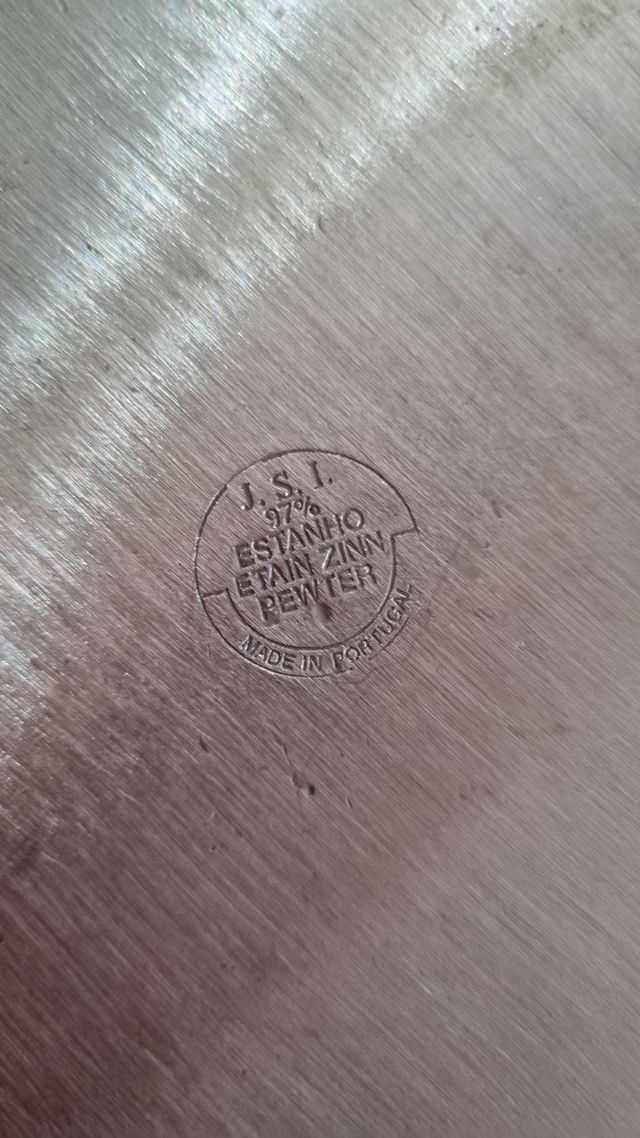 J. S. I.
97%
ESTANHO
ETAIN ZINN
PEWTER
MADE IN PORTUGAL